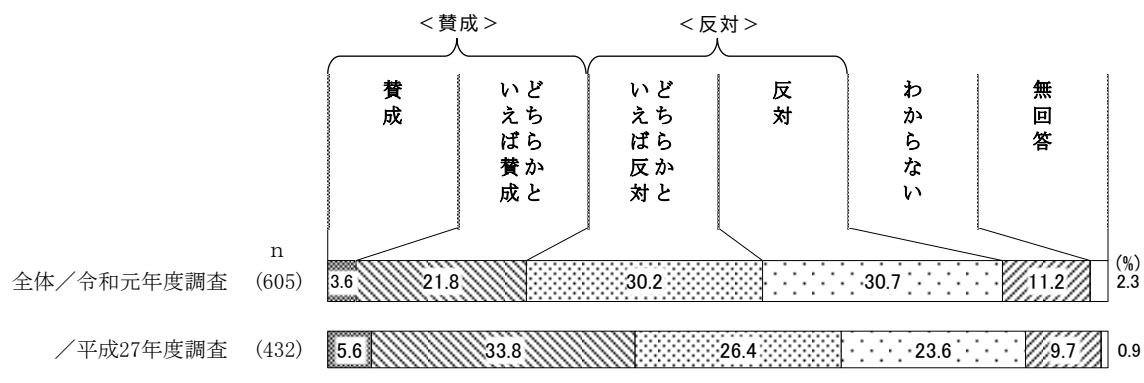 ＜賛成＞
＜反対＞
賛成
どちらかと
いえば賛成
どちらかと
いえば反対
反対
わからない
無回答
n
(%)
全体／令和元年度調査 (605) 3.6 21.8 30.2 30.7 11.2 2.3
／平成27年度調査 (432) 5.6 33.8 26.4 23.6 9.7 0.9